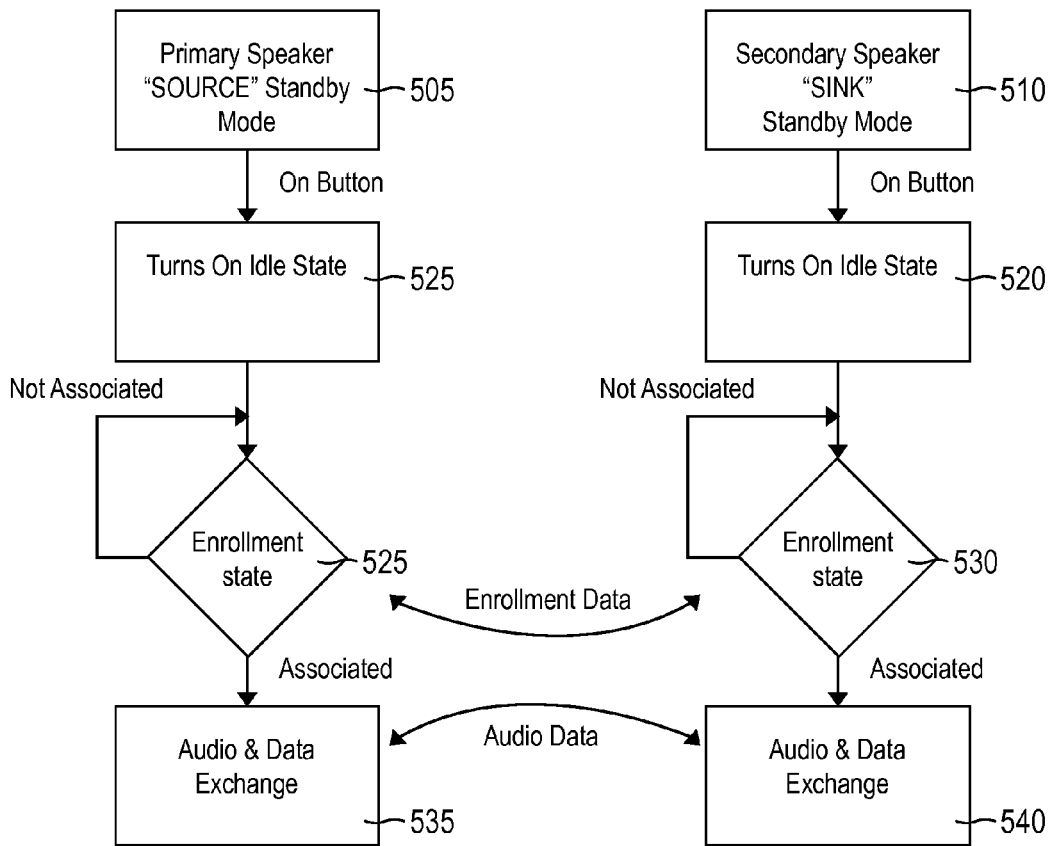 Primary Speaker
“SOURCE” Standby
Mode
505
Secondary Speaker
“SINK”
Standby Mode
510
On Button
On Button
Turns On Idle State
525
Turns On Idle State
520
Not Associated
Not Associated
Enrollment
state
525
Enrollment
state
530
Enrollment Data
Associated
Associated
Audio & Data
Exchange
535
Audio Data
Audio & Data
Exchange
540